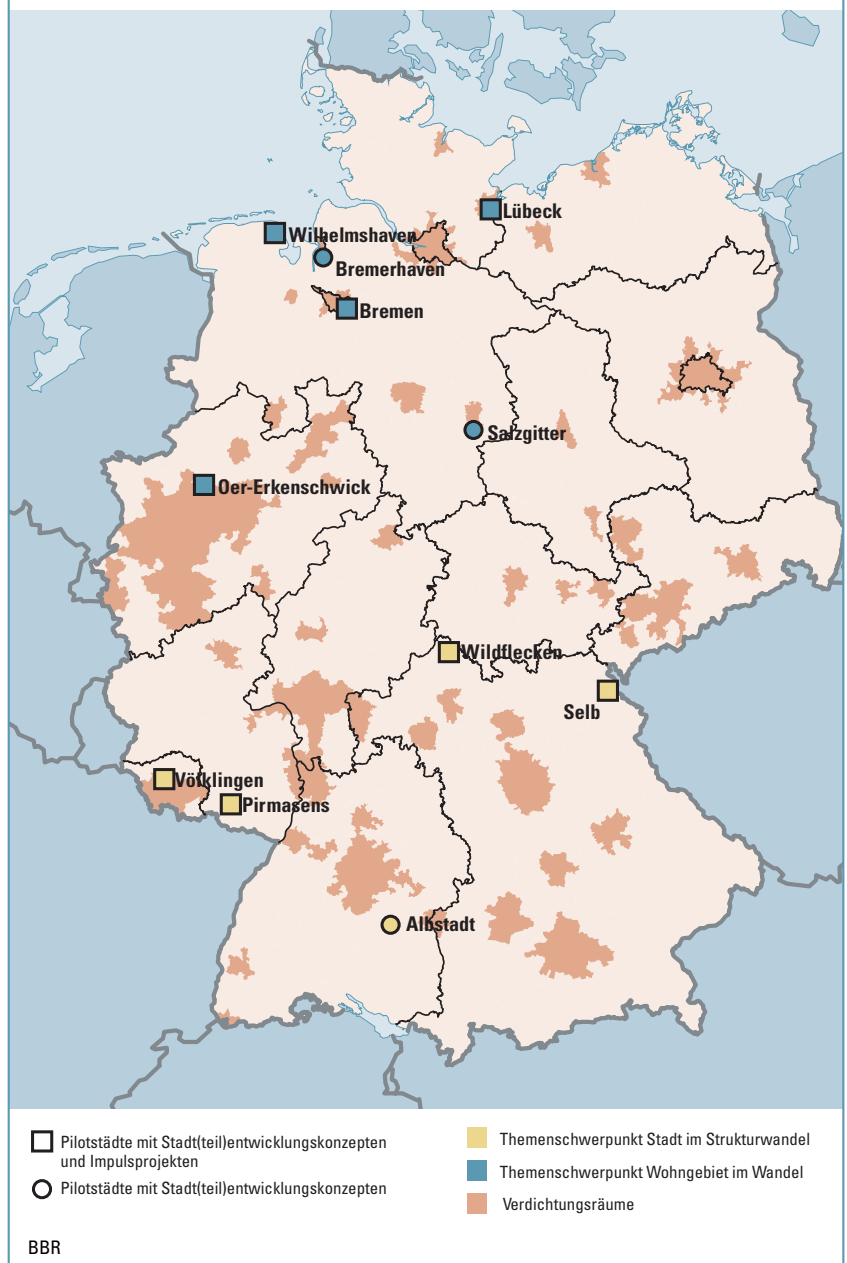 Lübeck
Wilhelmshaven
Bremerhaven
Bremen
Salzgitter
Oer-Erkenschwick
Wildflecken
Selb
Völklingen
Pirmasens
Albstadt
Pilotstädte mit Stadt(teil)entwicklungskonzepten
und Impulsprojekten
Pilotstädte mit Stadt(teil)entwicklungskonzepten
Themenschwerpunkt Stadt im Strukturwandel
Themenschwerpunkt Wohngebiet im Wandel
Verdichtungsräume
BBR